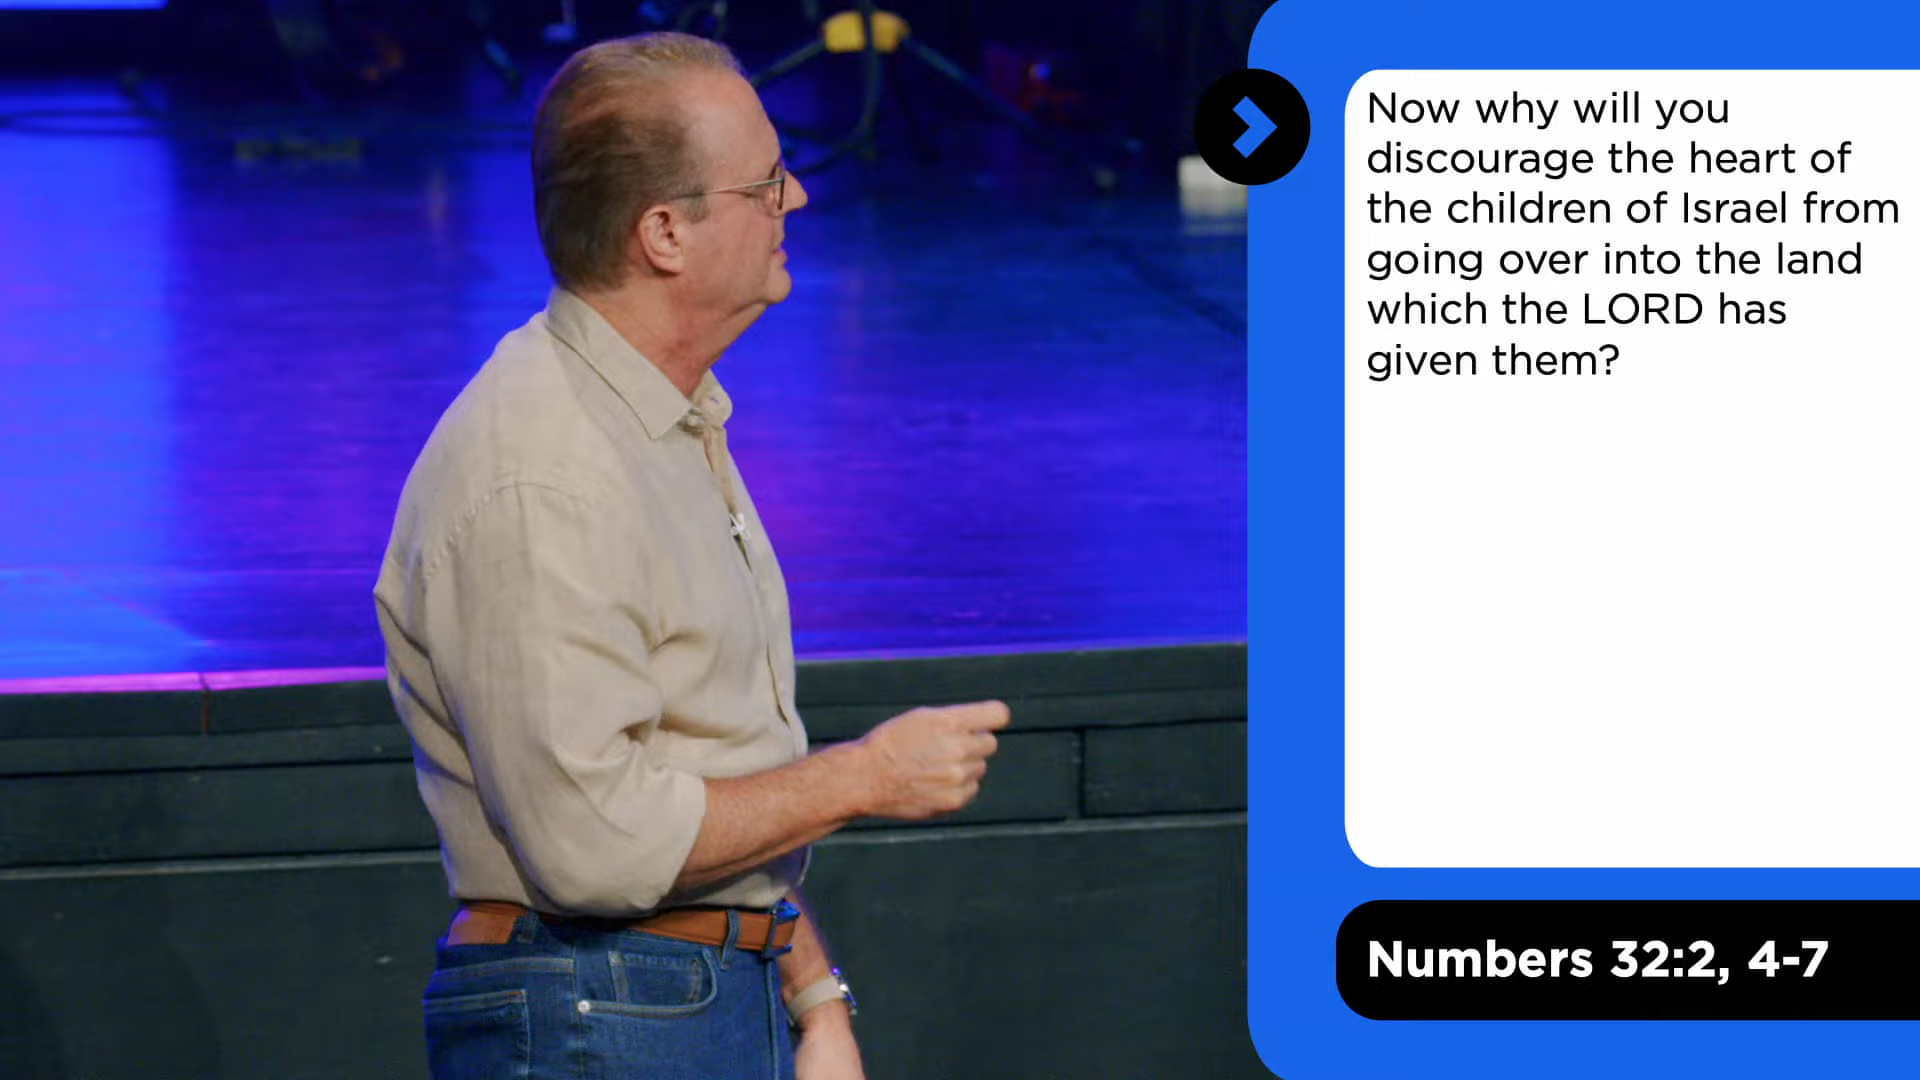 Now why will you
discourage the heart of
the children of Israel from
going over into the land
which the LORD has
given them?
Numbers 32:2, 4-7